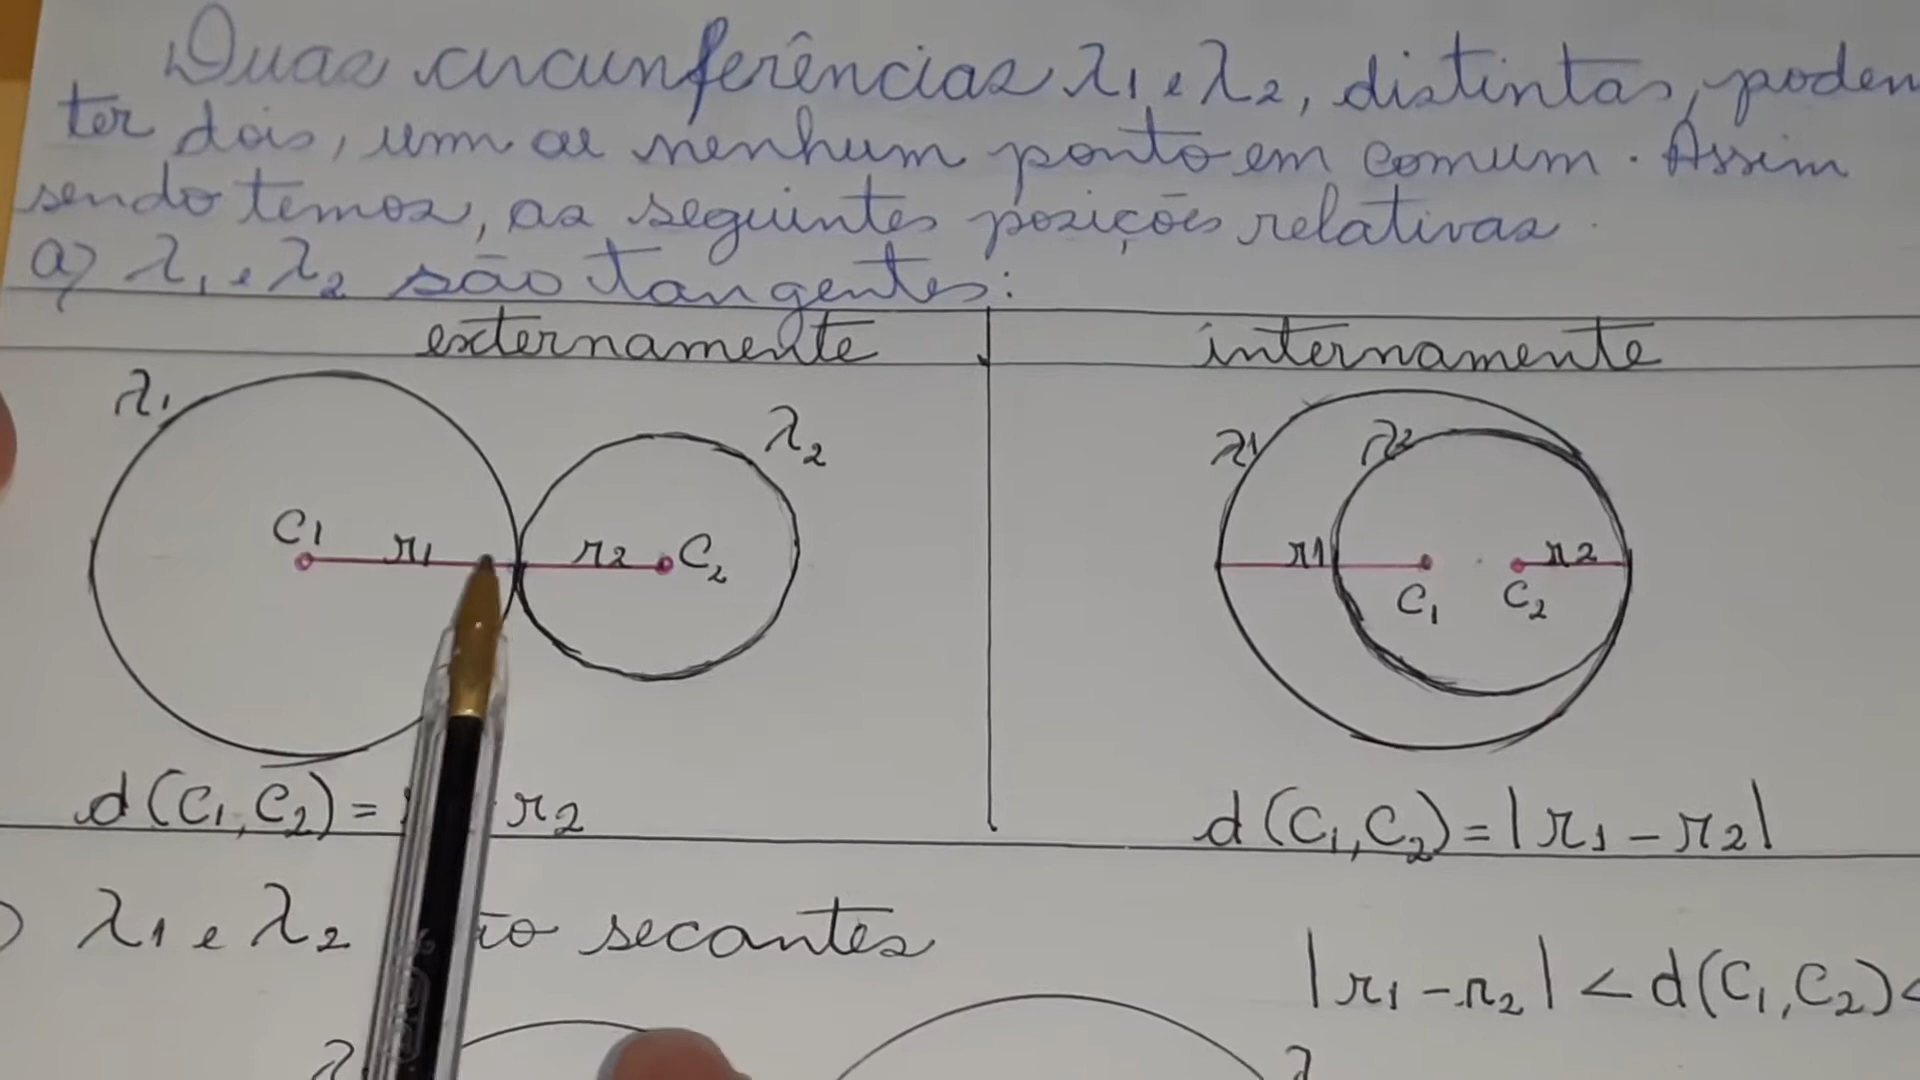 Duas circunferências λ1 e λ2, distintas, podem
ter dois, um ou nenhum ponto em comum. Assim
sendo temos, as seguintes posições relativas.
a) λ1 e λ2 são tangentes:
externamente
internamente
λ1
λ2
C1 r1 r2 C2
λ1 λ2
r1 C1 C2 r2
d(C1,C2)= r2
d(C1,C2)=|r1-r2|
) λ1 e λ2 ão secantes
|r1-r2|<d(C1,C2)<
λ
λ